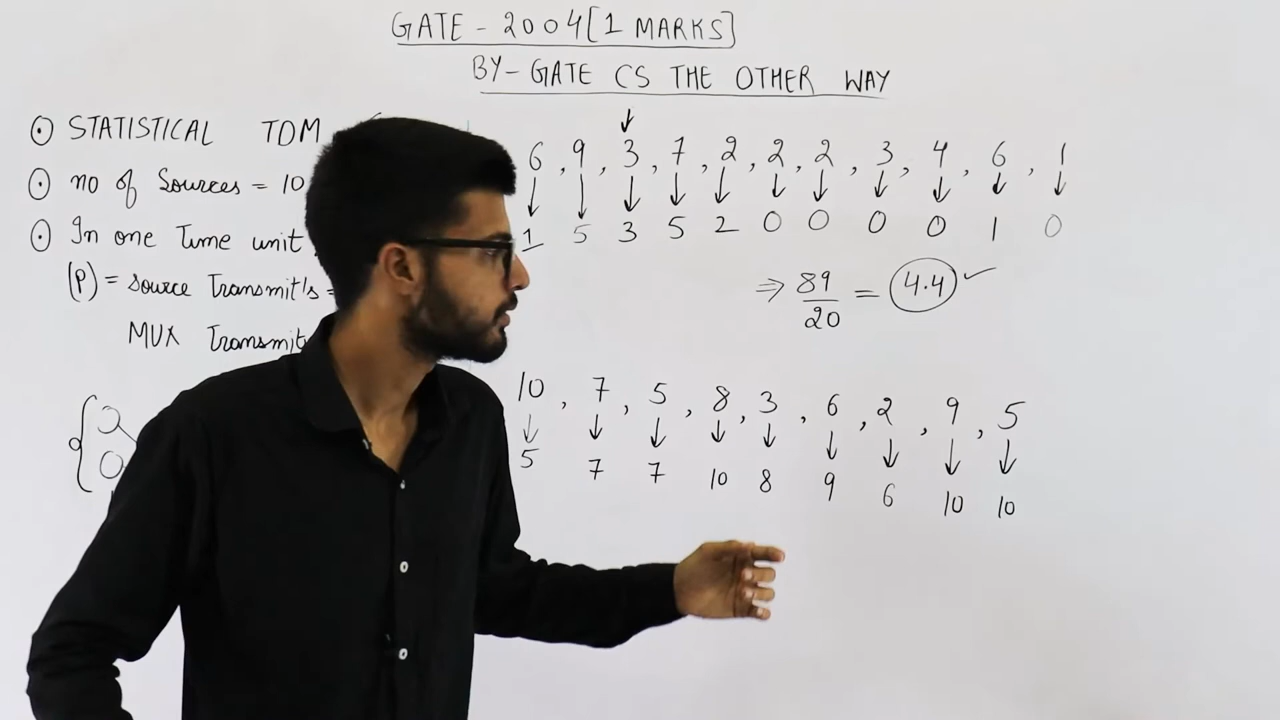 GATE - 2004 [1 MARKS]
BY - GATE CS THE OTHER WAY
⊙ STATISTICAL TDM
⊙ no of Sources = 10
⊙ In one Time unit
(P) = Source Transmit's =
MUX Transmit
↓
6, 9, 3, 7, 2, 2, 2, 3, 4, 6, 1
↓ ↓ ↓ ↓ ↓ ↓ ↓ ↓ ↓ ↓ ↓
1 5 3 5 2 0 0 0 0 1 0
⇒ 89/20 = 4.4 ✓
10, 7, 5, 8, 3, 6, 2, 9, 5
↓ ↓ ↓ ↓ ↓ ↓ ↓ ↓ ↓
5 7 7 10 8 9 6 10 10